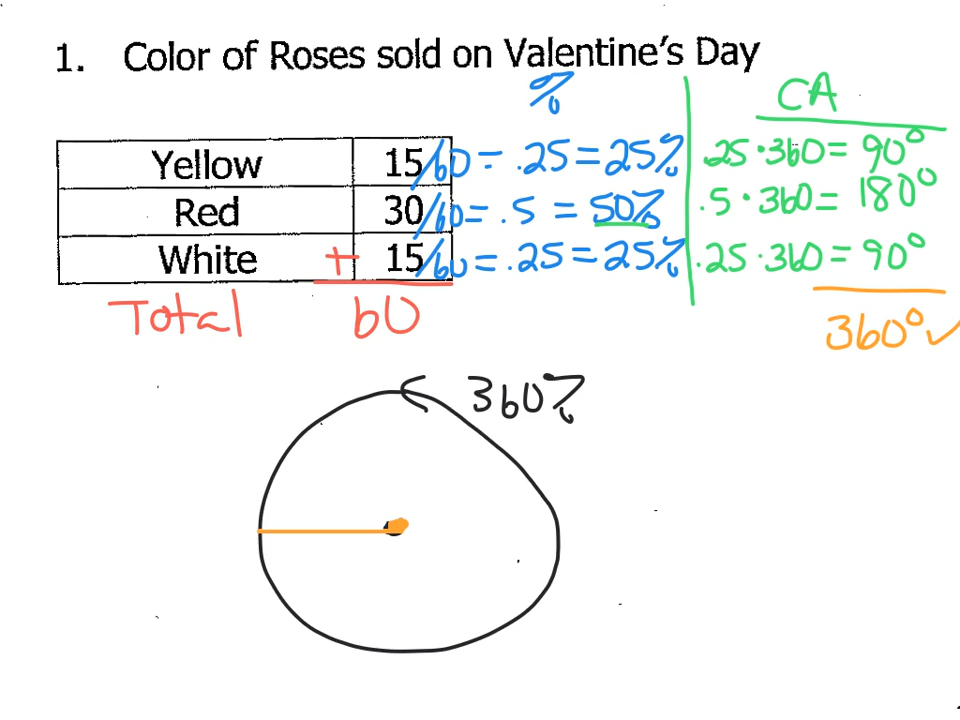 1. Color of Roses sold on Valentine's Day
% CA
Yellow 15/60 = .25 = 25% .25 · 360 = 90°
Red 30/60 = .5 = 50% .5 · 360 = 180°
White + 15/60 = .25 = 25% .25 · 360 = 90°
Total 60 360° ✓
360%